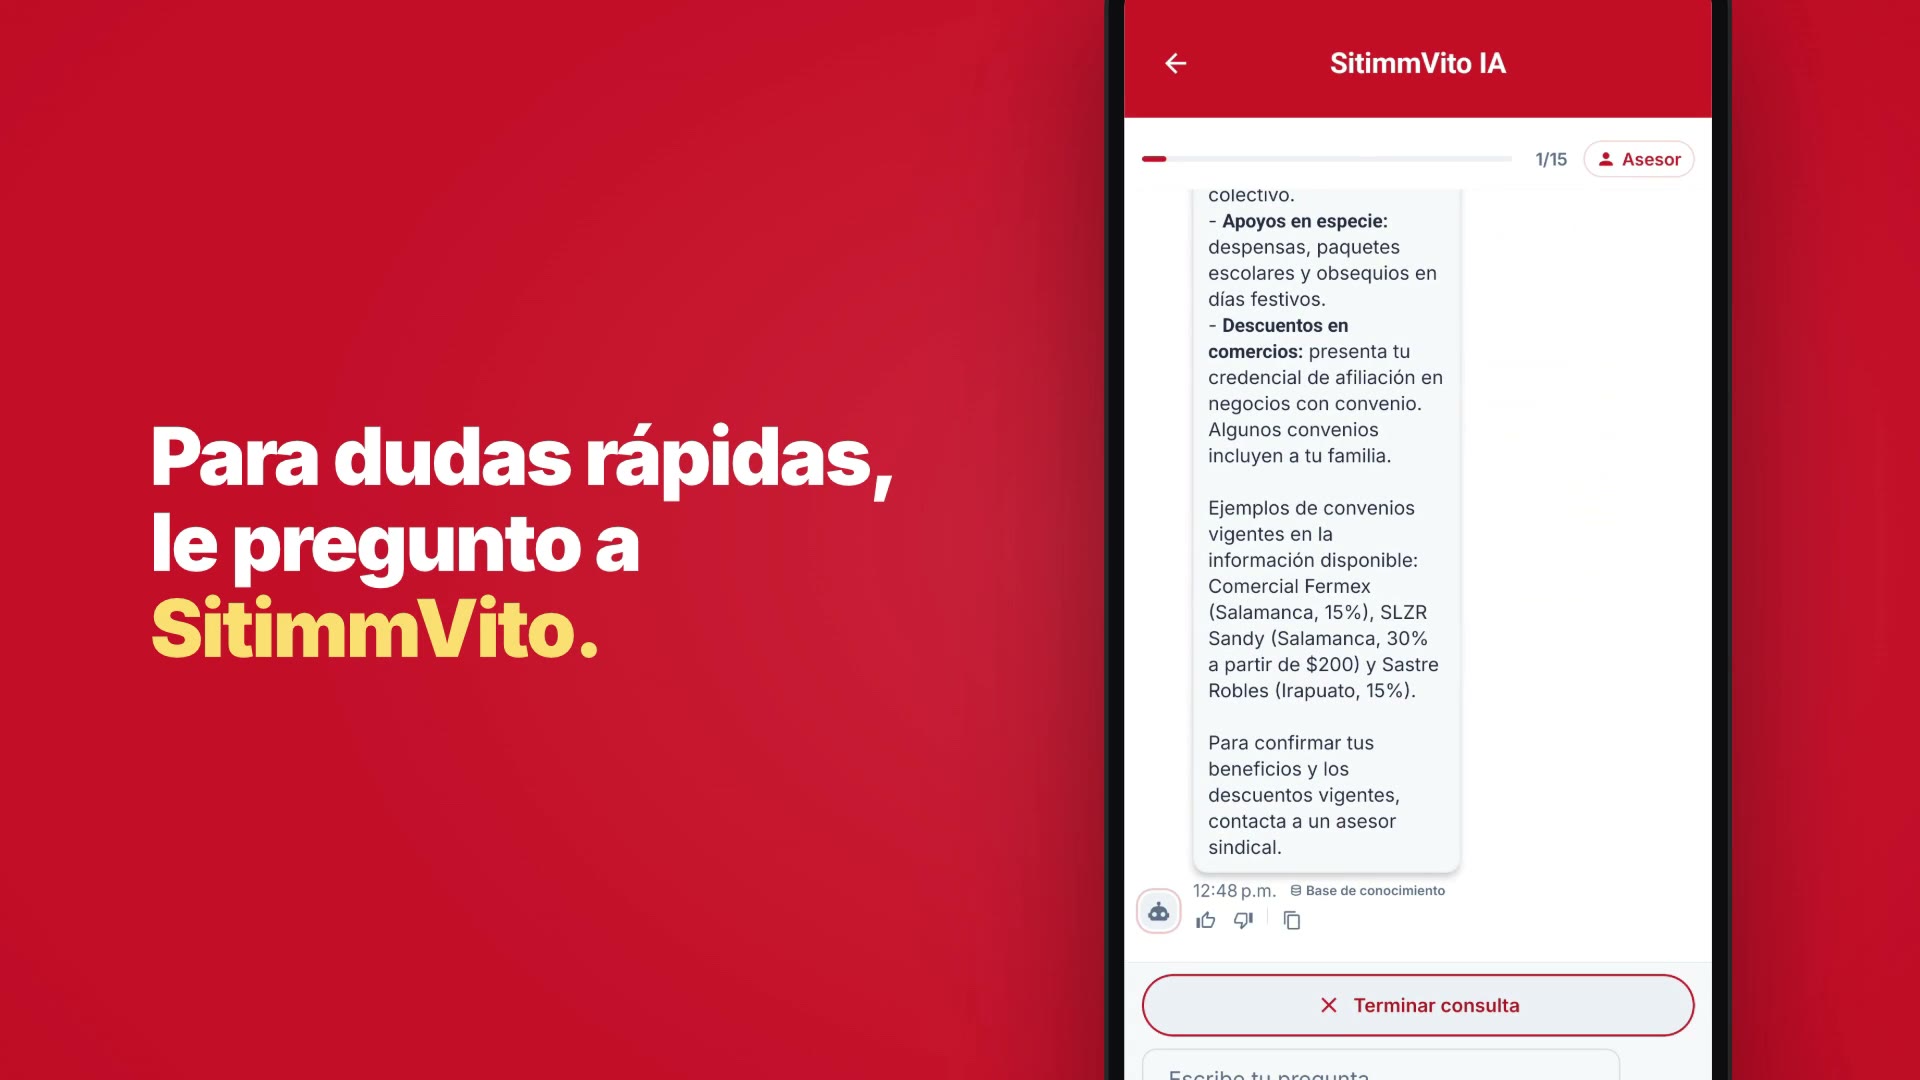 Para dudas rápidas,
le pregunto a
SitimmVito.
SitimmVito IA
1/15
Asesor
colectivo.
- Apoyos en especie:
despensas, paquetes
escolares y obsequios en
días festivos.
- Descuentos en
comercios: presenta tu
credencial de afiliación en
negocios con convenio.
Algunos convenios
incluyen a tu familia.
Ejemplos de convenios
vigentes en la
información disponible:
Comercial Fermex
(Salamanca, 15%), SLZR
Sandy (Salamanca, 30%
a partir de $200) y Sastre
Robles (Irapuato, 15%).
Para confirmar tus
beneficios y los
descuentos vigentes,
contacta a un asesor
sindical.
12:48 p.m.
Base de conocimiento
Terminar consulta
Escribe tu pregunta